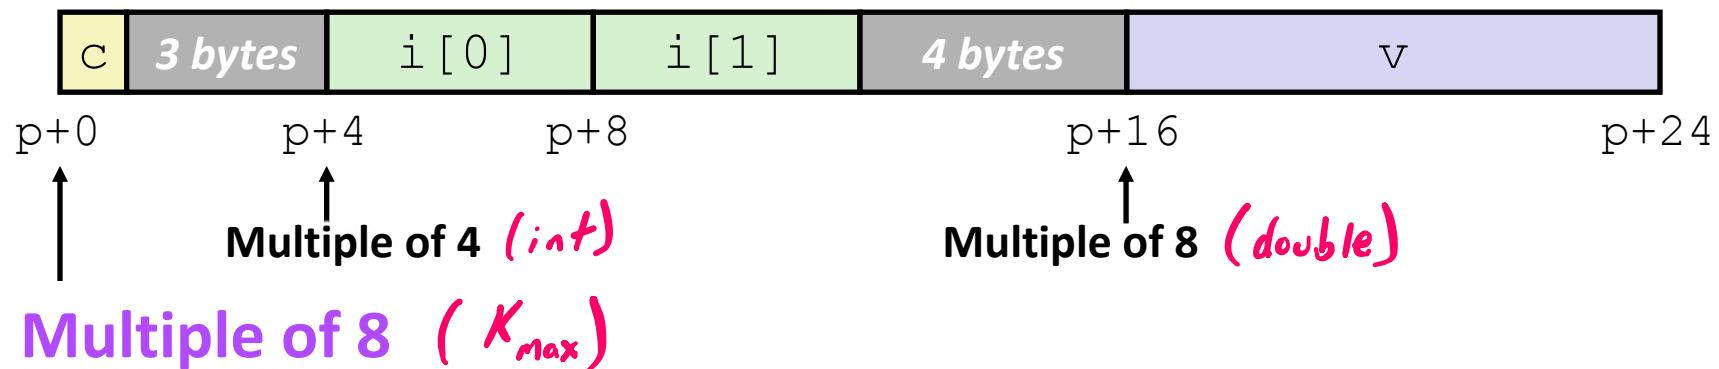 c 3 bytes i[0] i[1] 4 bytes v
p+0 p+4 p+8 p+16 p+24
Multiple of 4 (int) Multiple of 8 (double)
Multiple of 8 (Kmax)